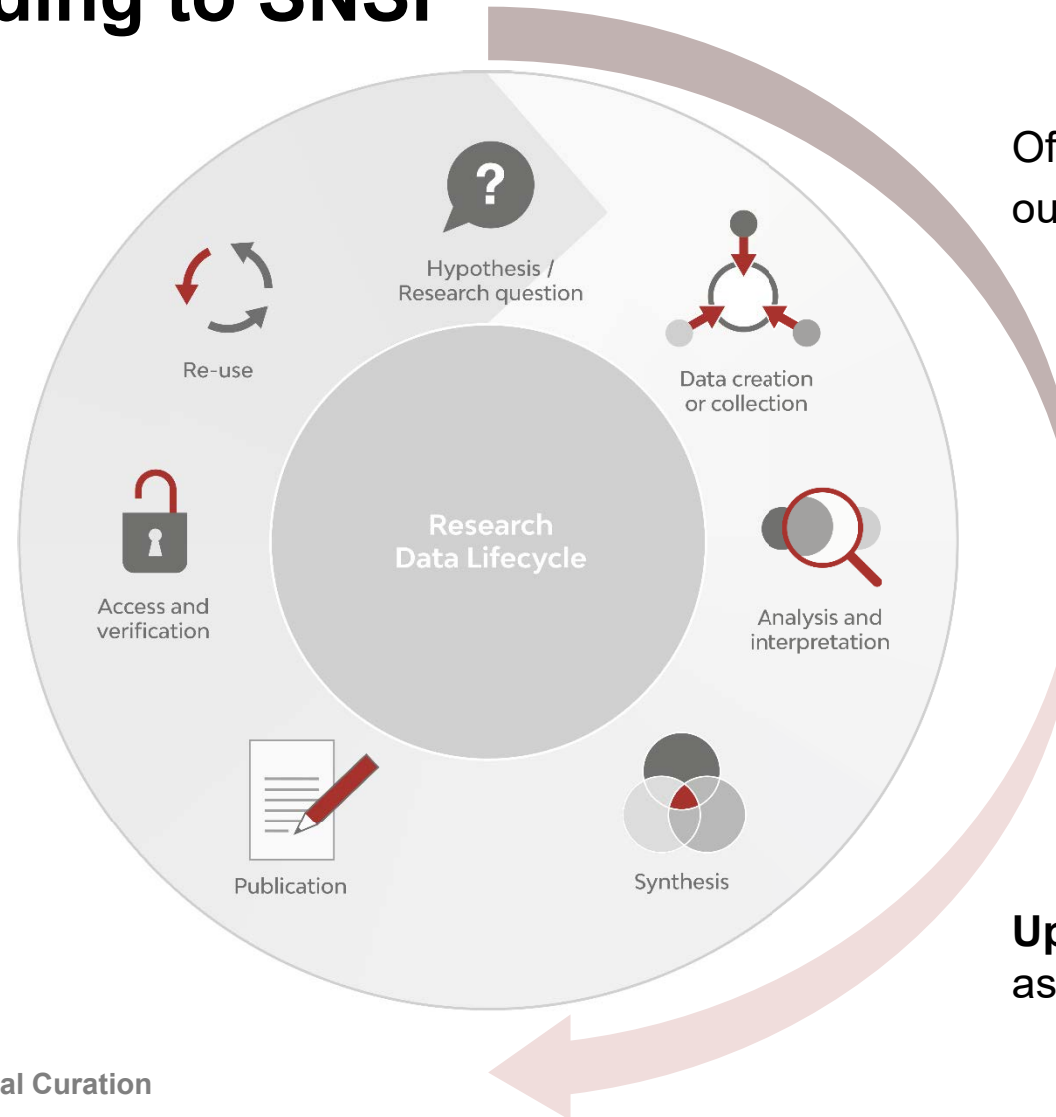 ding to SNSF
?
Hypothesis /
Research question
Data creation
or collection
Analysis and
interpretation
Synthesis
Publication
Access and
verification
Re-use
Research
Data Lifecycle
Of
ou
Up
as
al Curation